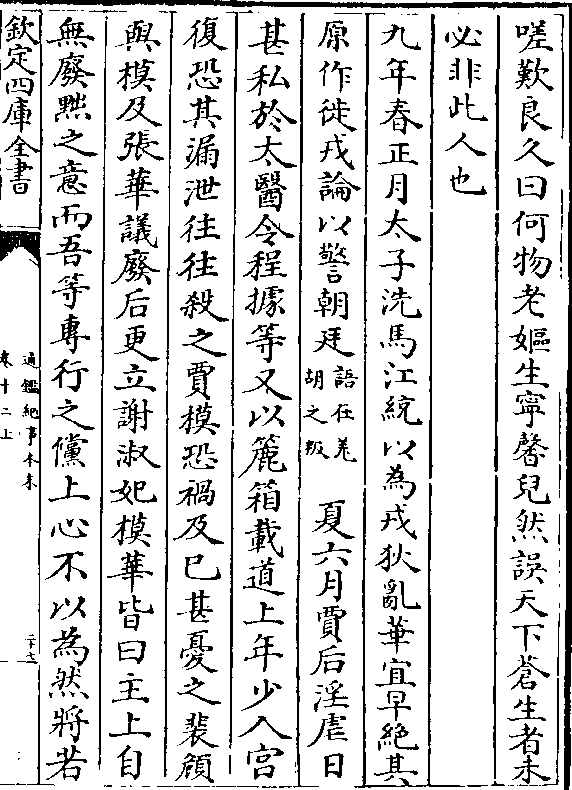 嗟歎良久曰何物老嫗生寧馨兒然誤天下蒼生者未
必非此人也
九年春正月太子洗馬江統以為戎狄亂華宜早絶其
原作徙戎論以警朝廷語在羗胡之叛夏六月賈后淫虐日
甚私於太醫令程據等又以簏箱載道上年少入宫
復恐其漏泄往往殺之賈模恐禍及已甚憂之裴頠
與模及張華議廢后更立謝淑妃模華皆曰主上自
無廢黜之意而吾等專行之儻上心不以為然將若
欽定四庫全書
通鑑紀事本末
卷十二上